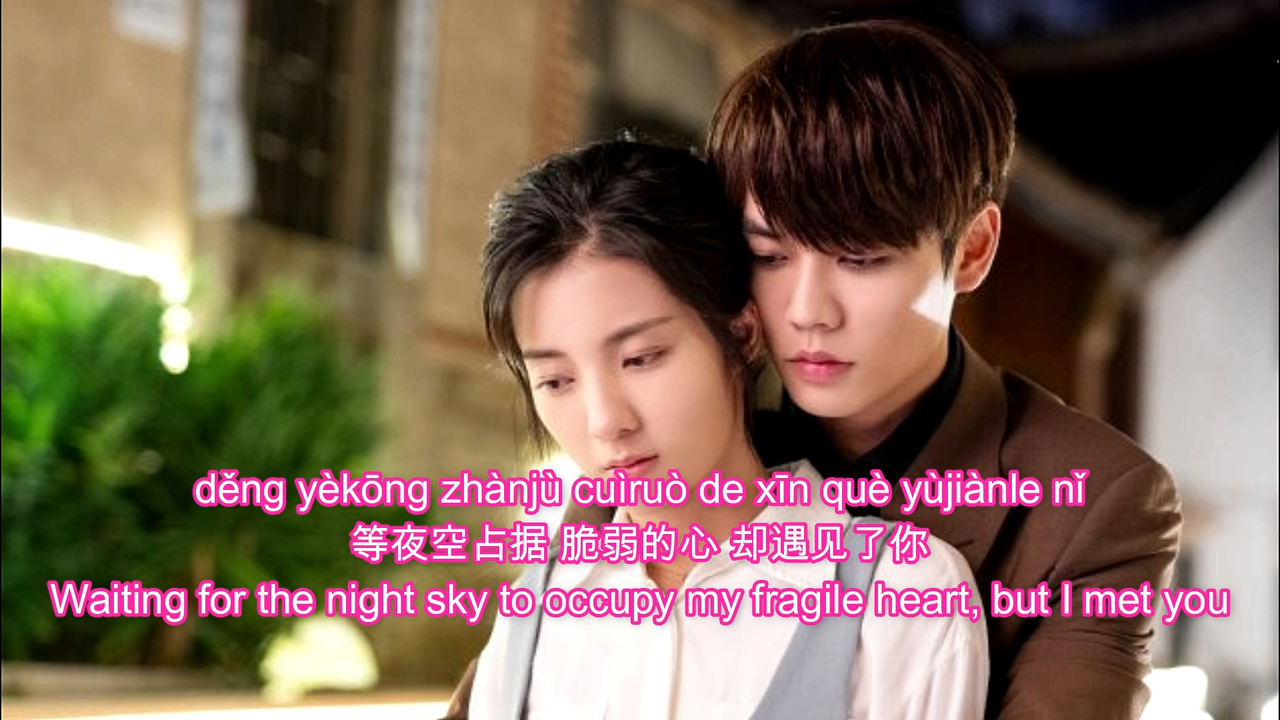 děng yèkōng zhànjù cuìruò de xīn què yùjiànle nǐ
等夜空占据 脆弱的心 却遇见了你
Waiting for the night sky to occupy my fragile heart, but I met you